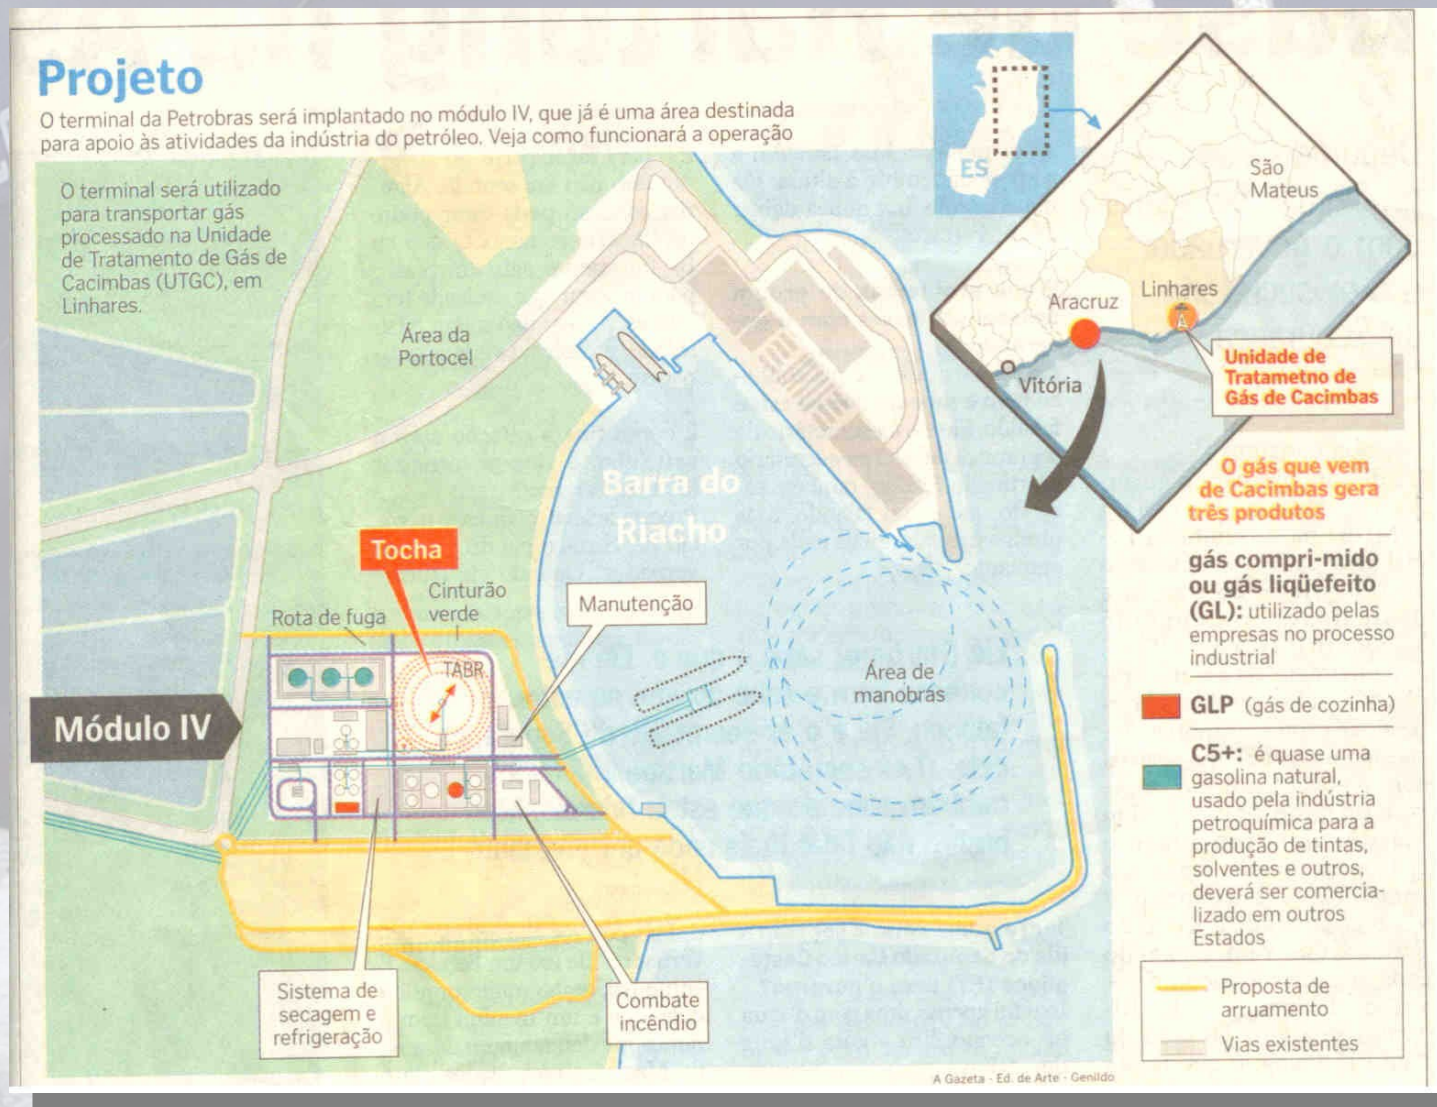 Projeto
O terminal da Petrobras será implantado no módulo IV, que já é uma área destinada
para apoio às atividades da indústria do petróleo. Veja como funcionará a operação
O terminal será utilizado
para transportar gás
processado na Unidade
de Tratamento de Gás de
Cacimbas (UTGC), em
Linhares.
Área da
Portocel
ES
São
Mateus
Linhares
Aracruz
Vitória
Unidade de
Tratametno de
Gás de Cacimbas
Barra do
Riacho
Tocha
Cinturão
verde
Rota de fuga
Manutenção
TABR
Área de
manobras
Módulo IV
Sistema de
secagem e
refrigeração
Combate
incêndio
O gás que vem
de Cacimbas gera
três produtos
gás compri-mido
ou gás liqüefeito
(GL): utilizado pelas
empresas no processo
industrial
GLP (gás de cozinha)
C5+: é quase uma
gasolina natural,
usado pela indústria
petroquímica para a
produção de tintas,
solventes e outros,
deverá ser comercia-
lizado em outros
Estados
Proposta de
arruamento
Vias existentes
A Gazeta - Ed. de Arte - Genildo